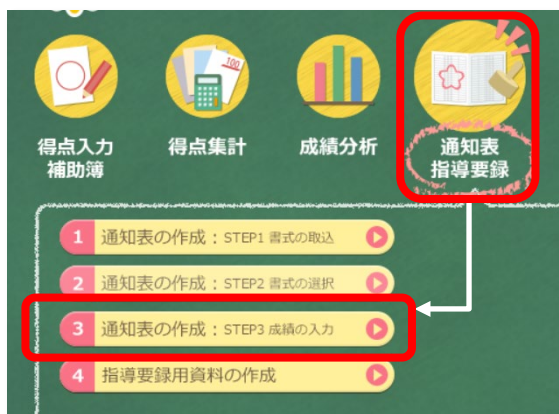 100
得点入力
補助簿
得点集計
成績分析
通知表
指導要録
1 通知表の作成：STEP1 書式の取込
2 通知表の作成：STEP2 書式の選択
3 通知表の作成：STEP3 成績の入力
4 指導要録用資料の作成